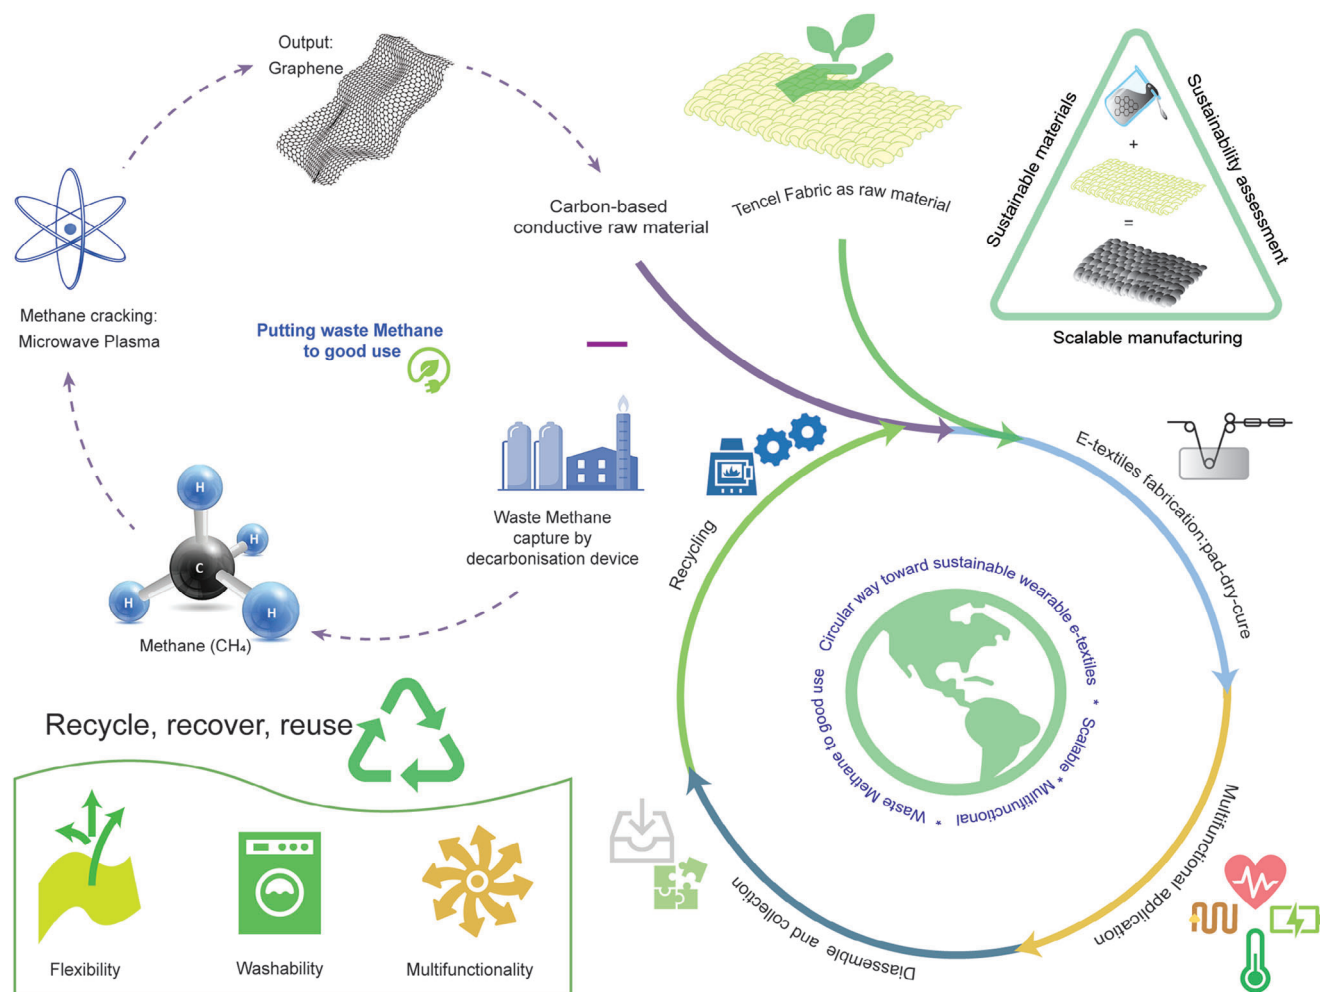 Output:
Graphene
Carbon-based
conductive raw material
Tencel Fabric as raw material
Sustainable materials
Sustainability assessment
+
=
Scalable manufacturing
Methane cracking:
Microwave Plasma
Putting waste Methane
to good use
Waste Methane
capture by
decarbonisation device
H
H
C
H
H
Methane (CH₄)
E-textiles fabrication:pad-dry-cure
Multifunctional application
Diassemble and collection
Recycling
Circular way toward sustainable wearable e-textiles * Scalable * Multifunctional * Waste Methane to good use
Recycle, recover, reuse
Flexibility
Washability
Multifunctionality